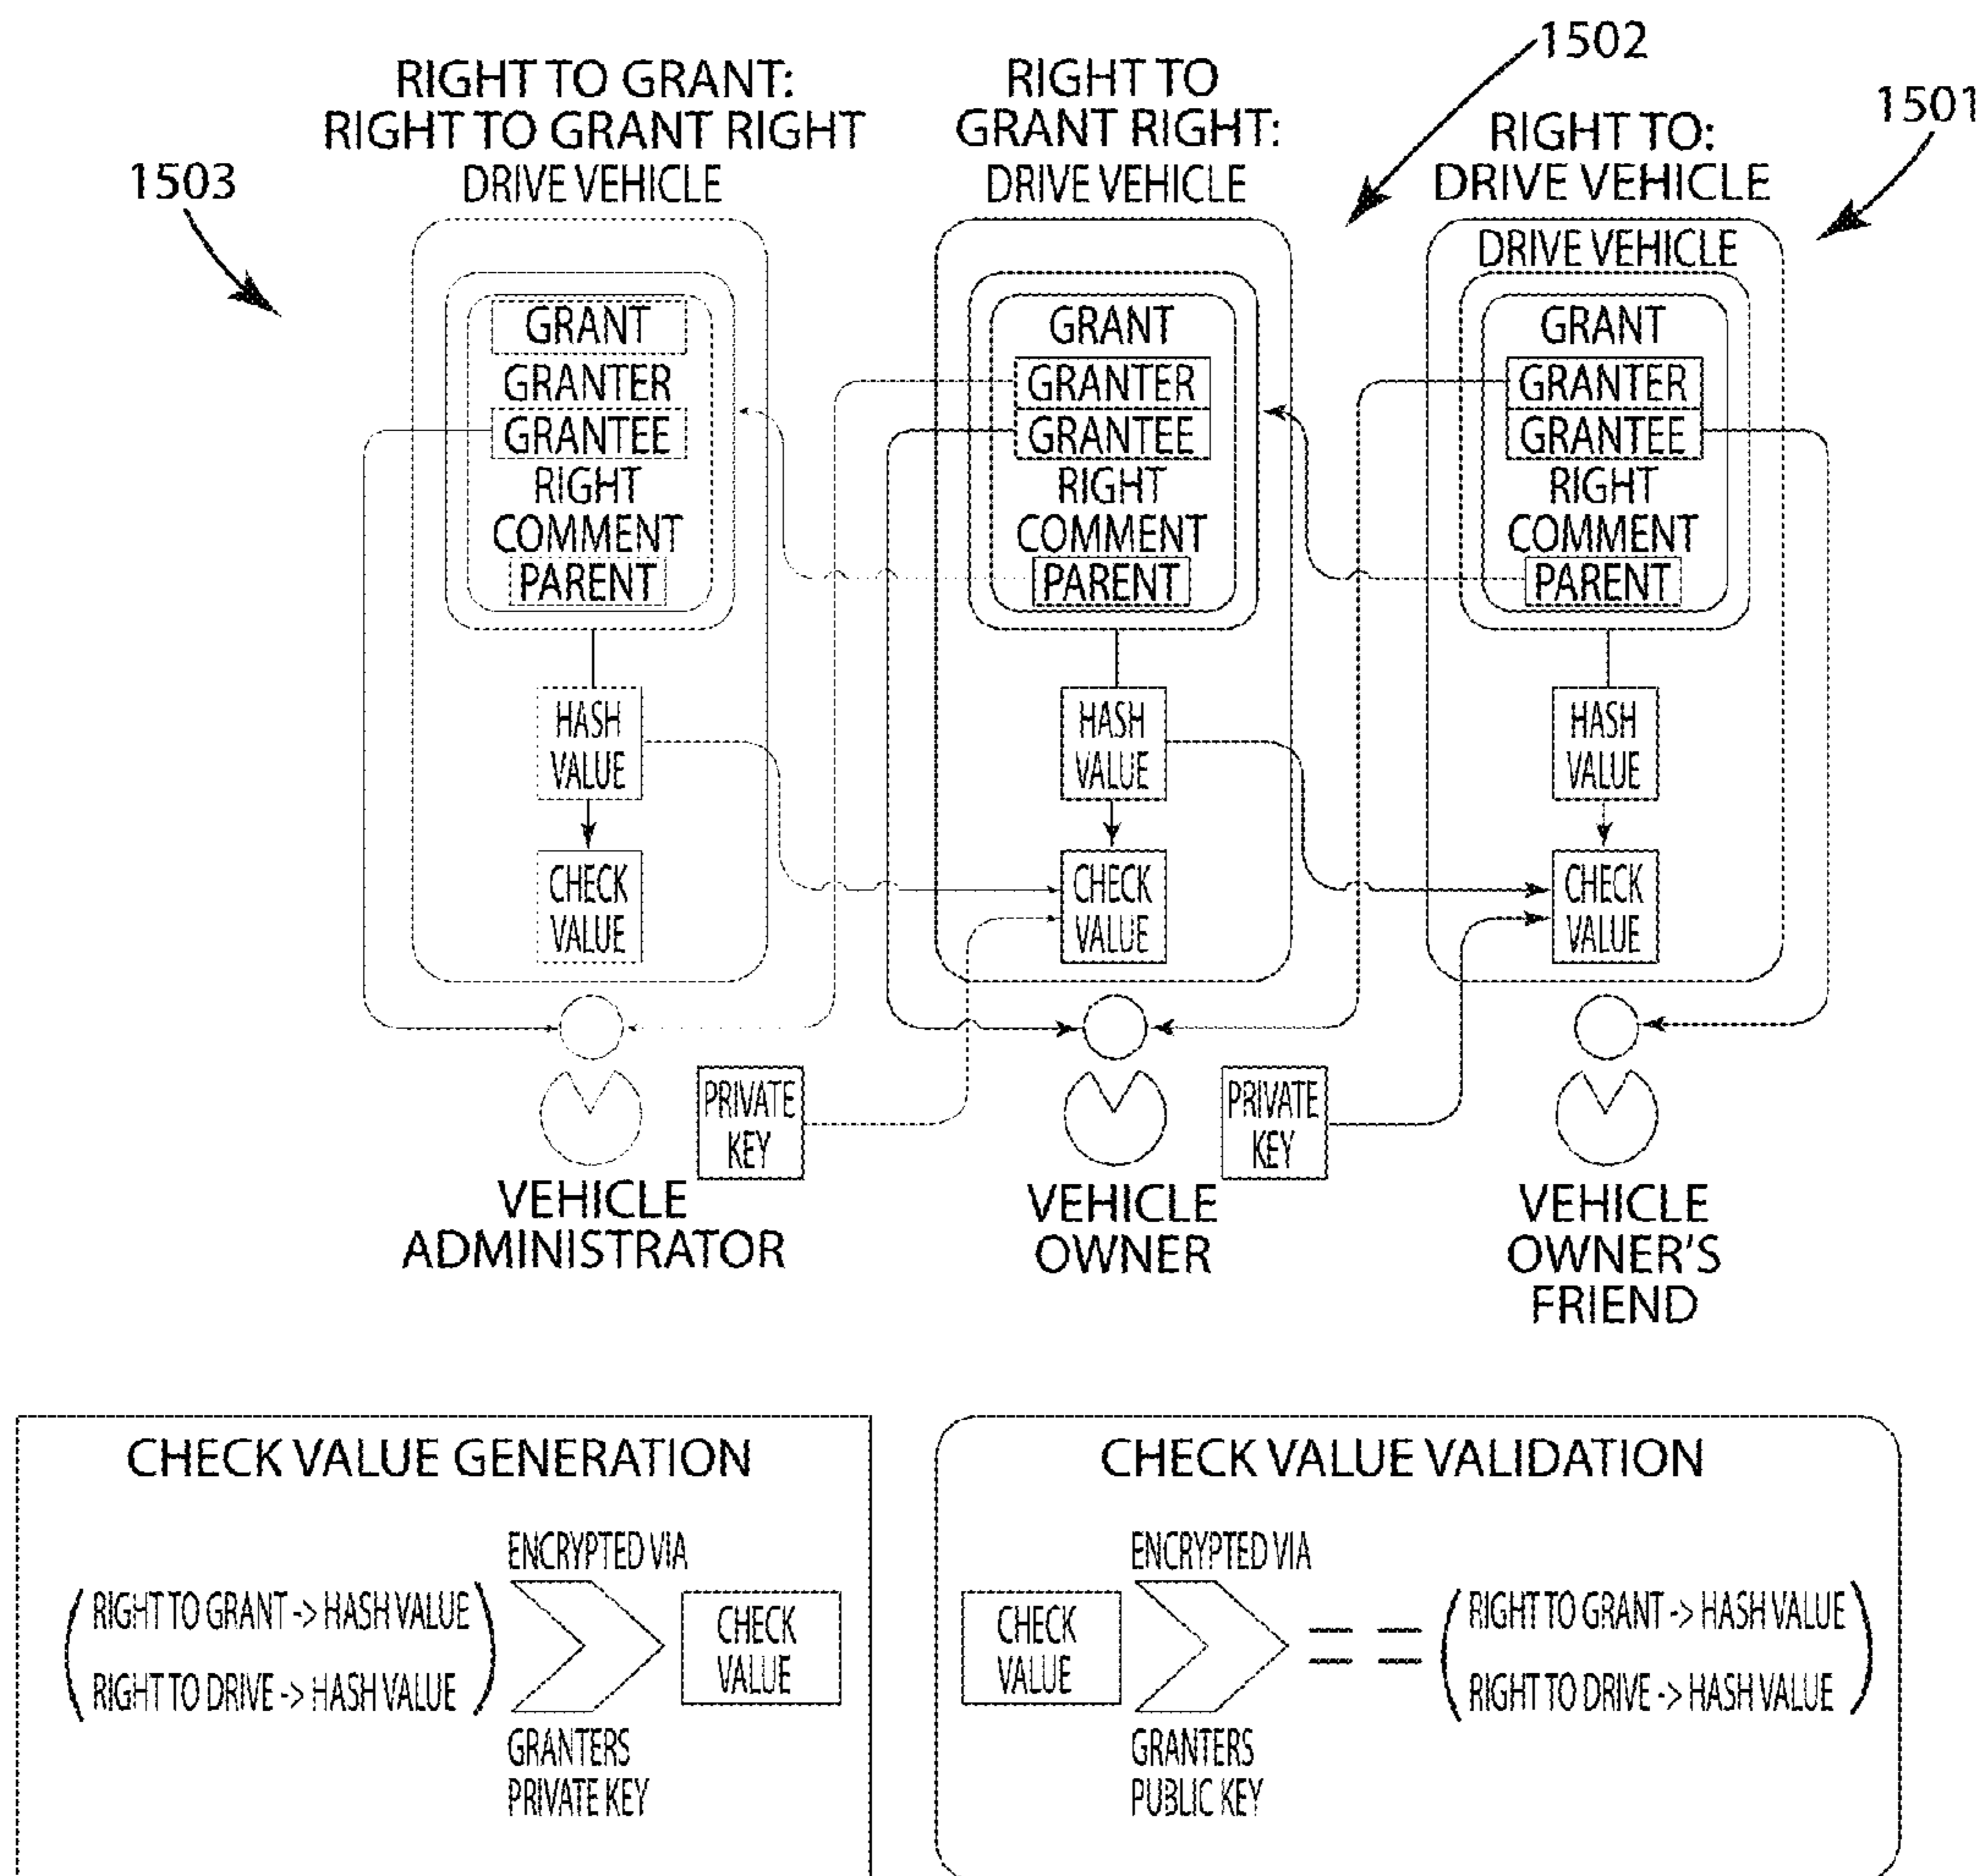 1502
1501
1503
RIGHT TO GRANT:
RIGHT TO GRANT RIGHT
DRIVE VEHICLE
RIGHT TO
GRANT RIGHT:
DRIVE VEHICLE
RIGHT TO:
DRIVE VEHICLE
DRIVE VEHICLE
GRANT
GRANTER
GRANTEE
RIGHT
COMMENT
PARENT
HASH
VALUE
CHECK
VALUE
GRANT
GRANTER
GRANTEE
RIGHT
COMMENT
PARENT
HASH
VALUE
CHECK
VALUE
GRANT
GRANTER
GRANTEE
RIGHT
COMMENT
PARENT
HASH
VALUE
CHECK
VALUE
PRIVATE
KEY
PRIVATE
KEY
VEHICLE
ADMINISTRATOR
VEHICLE
OWNER
VEHICLE
OWNER'S
FRIEND
CHECK VALUE GENERATION
RIGHT TO GRANT -> HASH VALUE
RIGHT TO DRIVE -> HASH VALUE
ENCRYPTED VIA
GRANTERS
PRIVATE KEY
CHECK
VALUE
CHECK VALUE VALIDATION
CHECK
VALUE
ENCRYPTED VIA
GRANTERS
PUBLIC KEY
==
RIGHT TO GRANT -> HASH VALUE
RIGHT TO DRIVE -> HASH VALUE